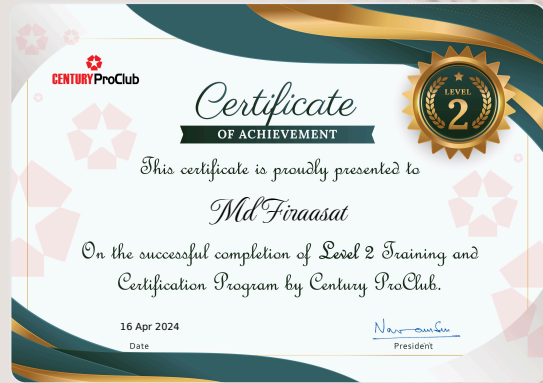 CENTURY ProClub
Certificate
OF ACHIEVEMENT
LEVEL
2
This certificate is proudly presented to
Md Firaasat
On the successful completion of Level 2 Training and
Certification Program by Century ProClub.
16 Apr 2024
Date
President